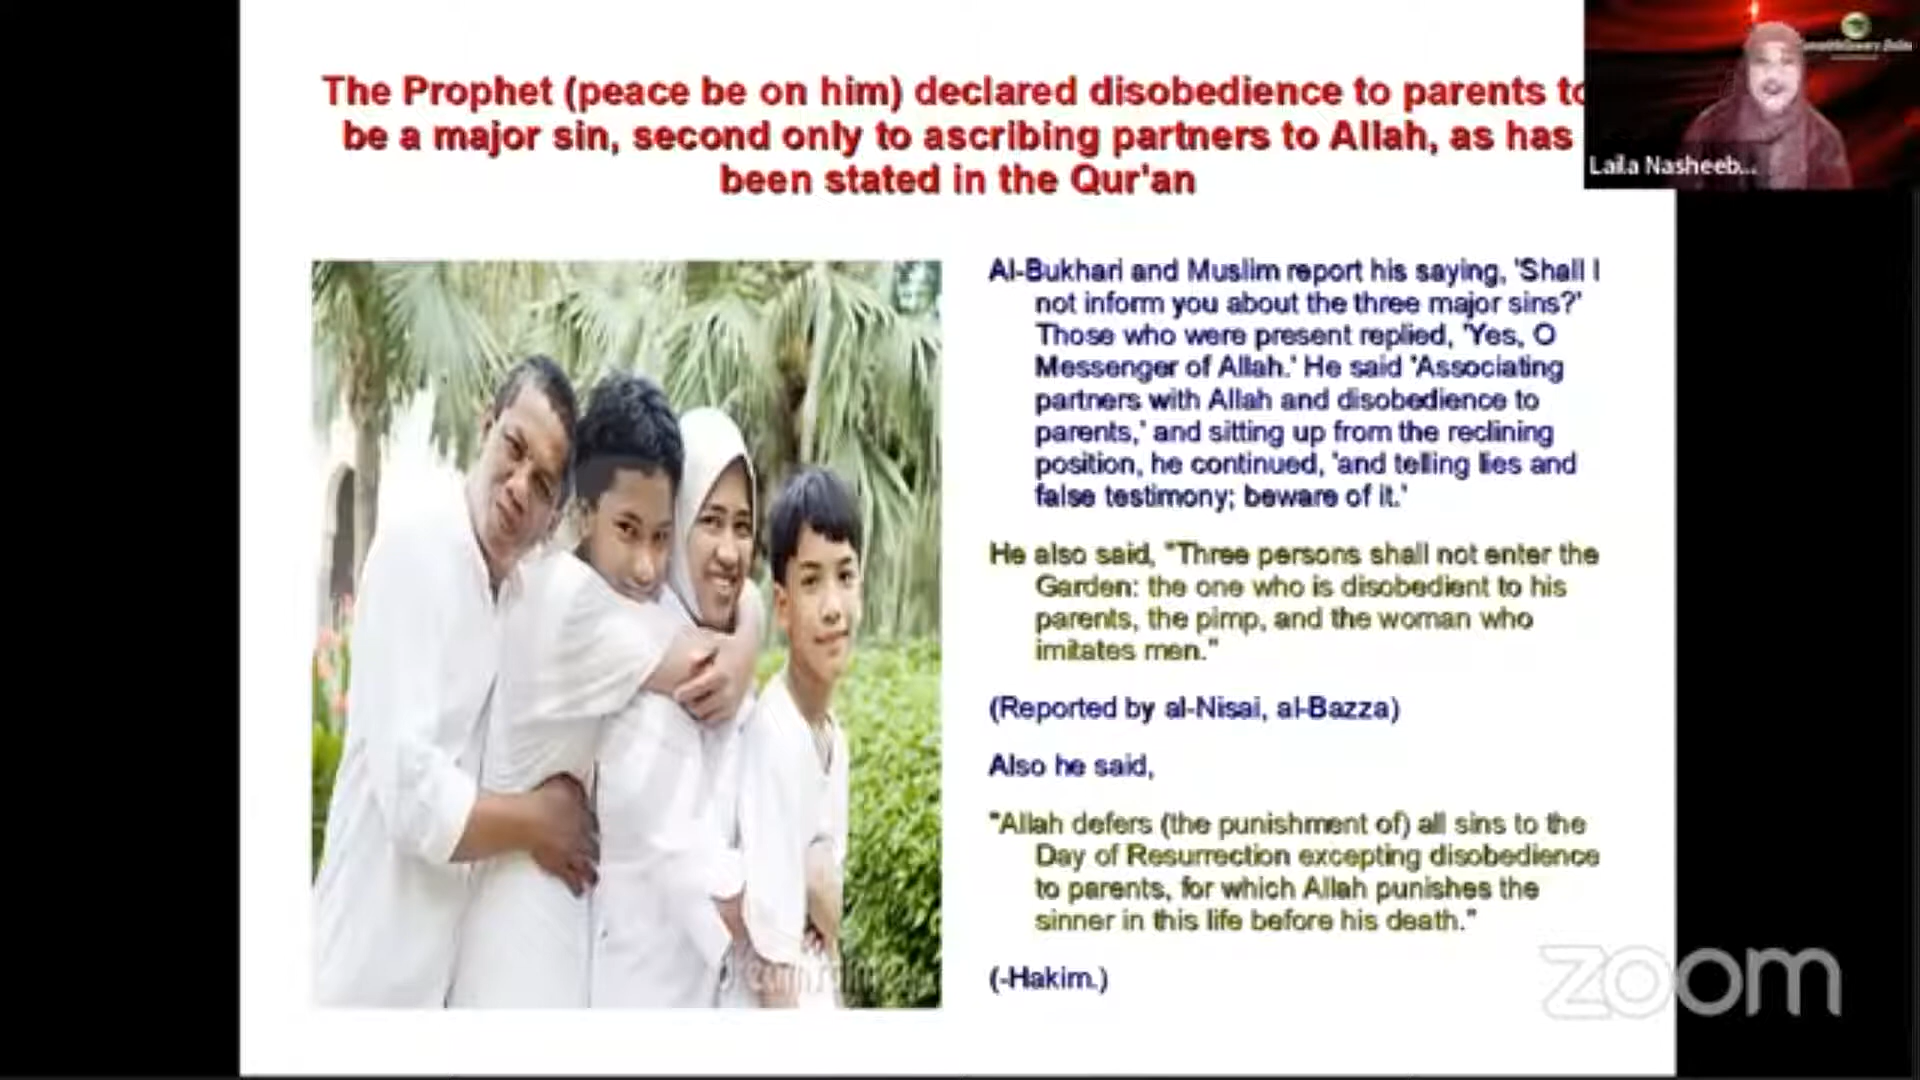 The Prophet (peace be on him) declared disobedience to parents to
be a major sin, second only to ascribing partners to Allah, as has
been stated in the Qur'an
Laila Nasheeb...
Al-Bukhari and Muslim report his saying, 'Shall I
not inform you about the three major sins?'
Those who were present replied, 'Yes, O
Messenger of Allah.' He said 'Associating
partners with Allah and disobedience to
parents,' and sitting up from the reclining
position, he continued, 'and telling lies and
false testimony; beware of it.'
He also said, "Three persons shall not enter the
Garden: the one who is disobedient to his
parents, the pimp, and the woman who
imitates men."
(Reported by al-Nisai, al-Bazza)
Also he said,
"Allah defers (the punishment of) all sins to the
Day of Resurrection excepting disobedience
to parents, for which Allah punishes the
sinner in this life before his death."
(-Hakim.)
zoom